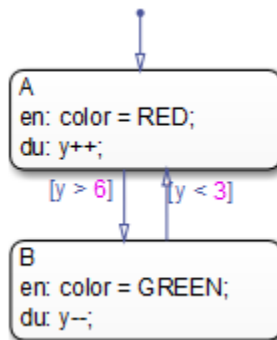 A
en: color = RED;
du: y++;
[y > 6] [y < 3]
B
en: color = GREEN;
du: y--;